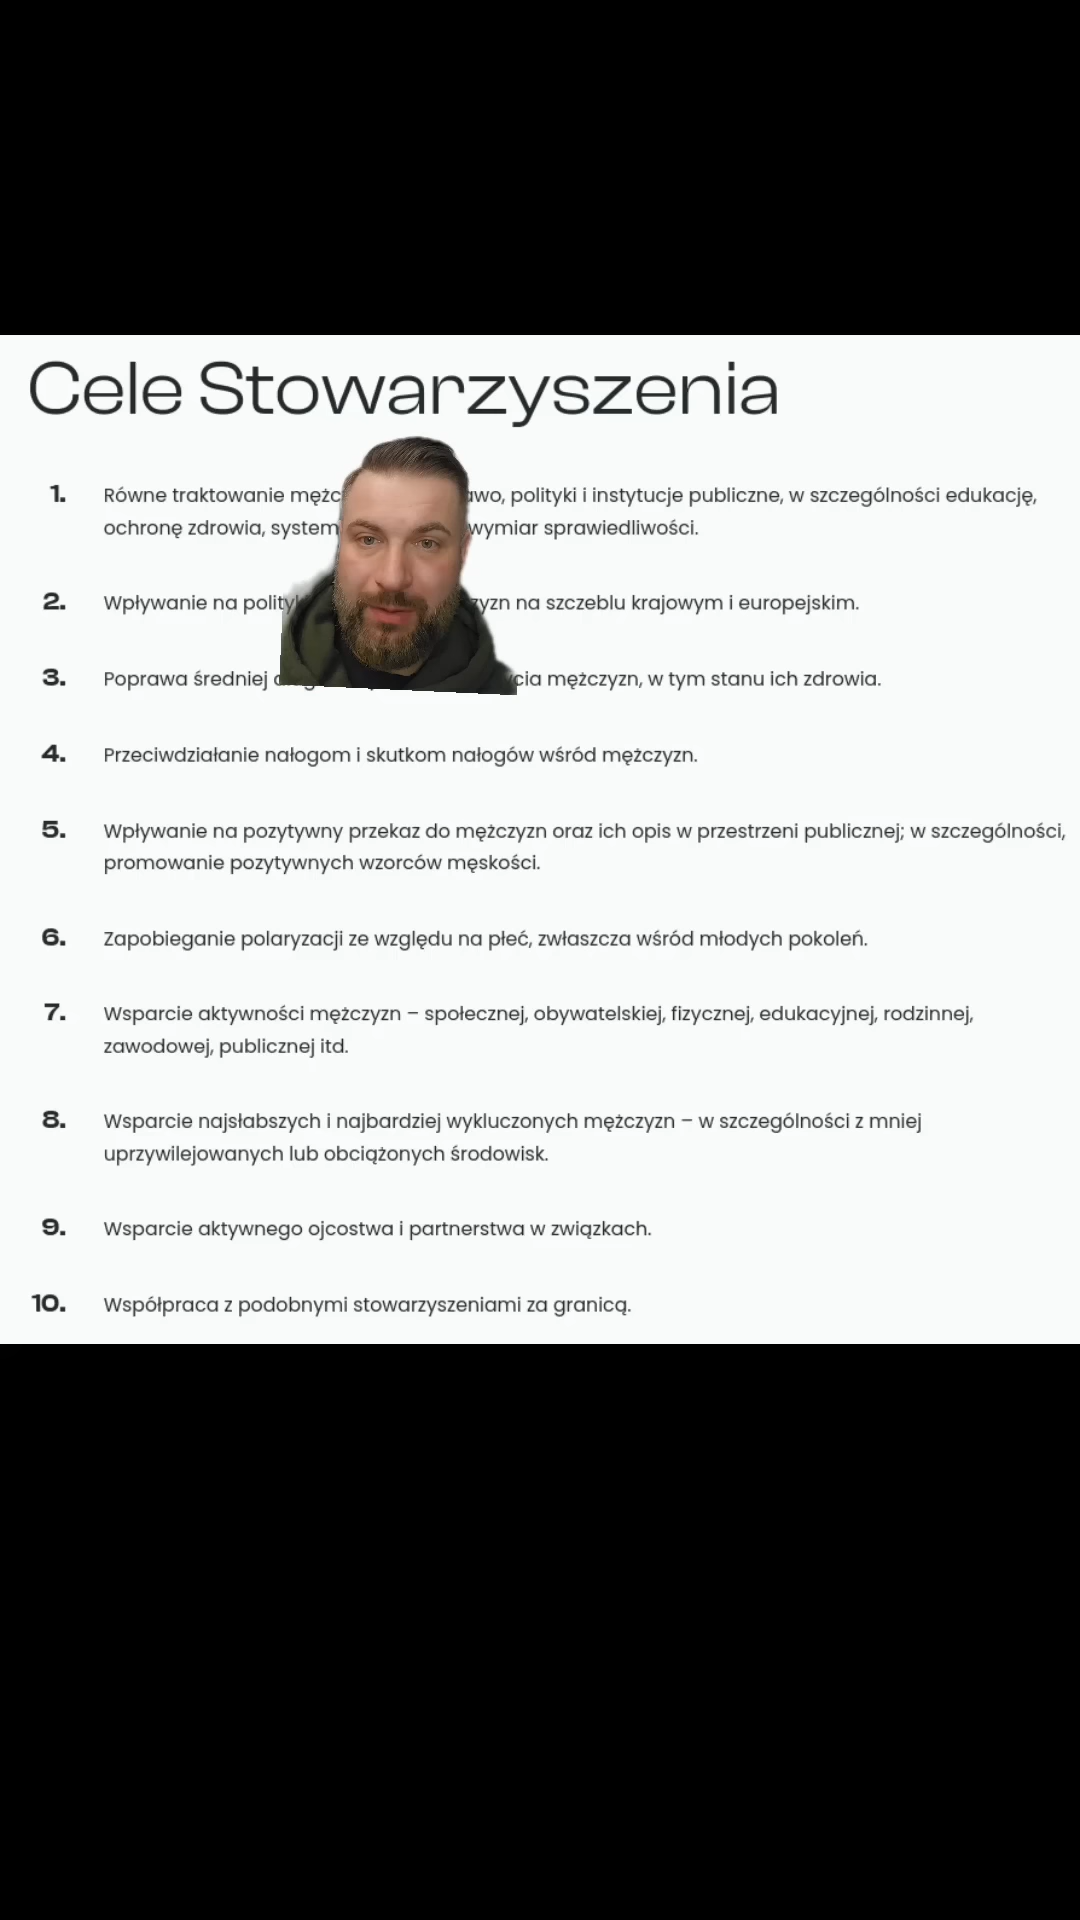 Cele Stowarzyszenia
1. Równe traktowanie polityki i instytucje publiczne, w szczególności edukację,
ochronę zdrowia, system wymiar sprawiedliwości.
2. Wpływanie na na szczeblu krajowym i europejskim.
3. Poprawa średniej mężczyzn, w tym stanu ich zdrowia.
4. Przeciwdziałanie nałogom i skutkom nałogów wśród mężczyzn.
5. Wpływanie na pozytywny przekaz do mężczyzn oraz ich opis w przestrzeni publicznej; w szczególności,
promowanie pozytywnych wzorców męskości.
6. Zapobieganie polaryzacji ze względu na płeć, zwłaszcza wśród młodych pokoleń.
7. Wsparcie aktywności mężczyzn – społecznej, obywatelskiej, fizycznej, edukacyjnej, rodzinnej,
zawodowej, publicznej itd.
8. Wsparcie najsłabszych i najbardziej wykluczonych mężczyzn – w szczególności z mniej
uprzywilejowanych lub obciążonych środowisk.
9. Wsparcie aktywnego ojcostwa i partnerstwa w związkach.
10. Współpraca z podobnymi stowarzyszeniami za granicą.